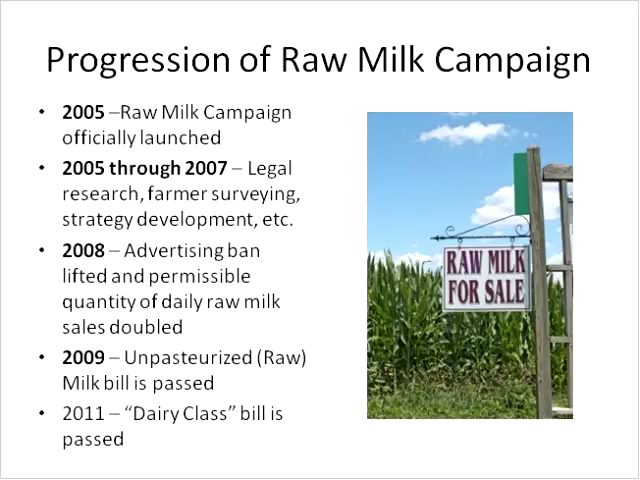 Progression of Raw Milk Campaign
• 2005 –Raw Milk Campaign
officially launched
• 2005 through 2007 – Legal
research, farmer surveying,
strategy development, etc.
• 2008 – Advertising ban
lifted and permissible
quantity of daily raw milk
sales doubled
• 2009 – Unpasteurized (Raw)
Milk bill is passed
• 2011 – “Dairy Class” bill is
passed
RAW MILK
FOR SALE